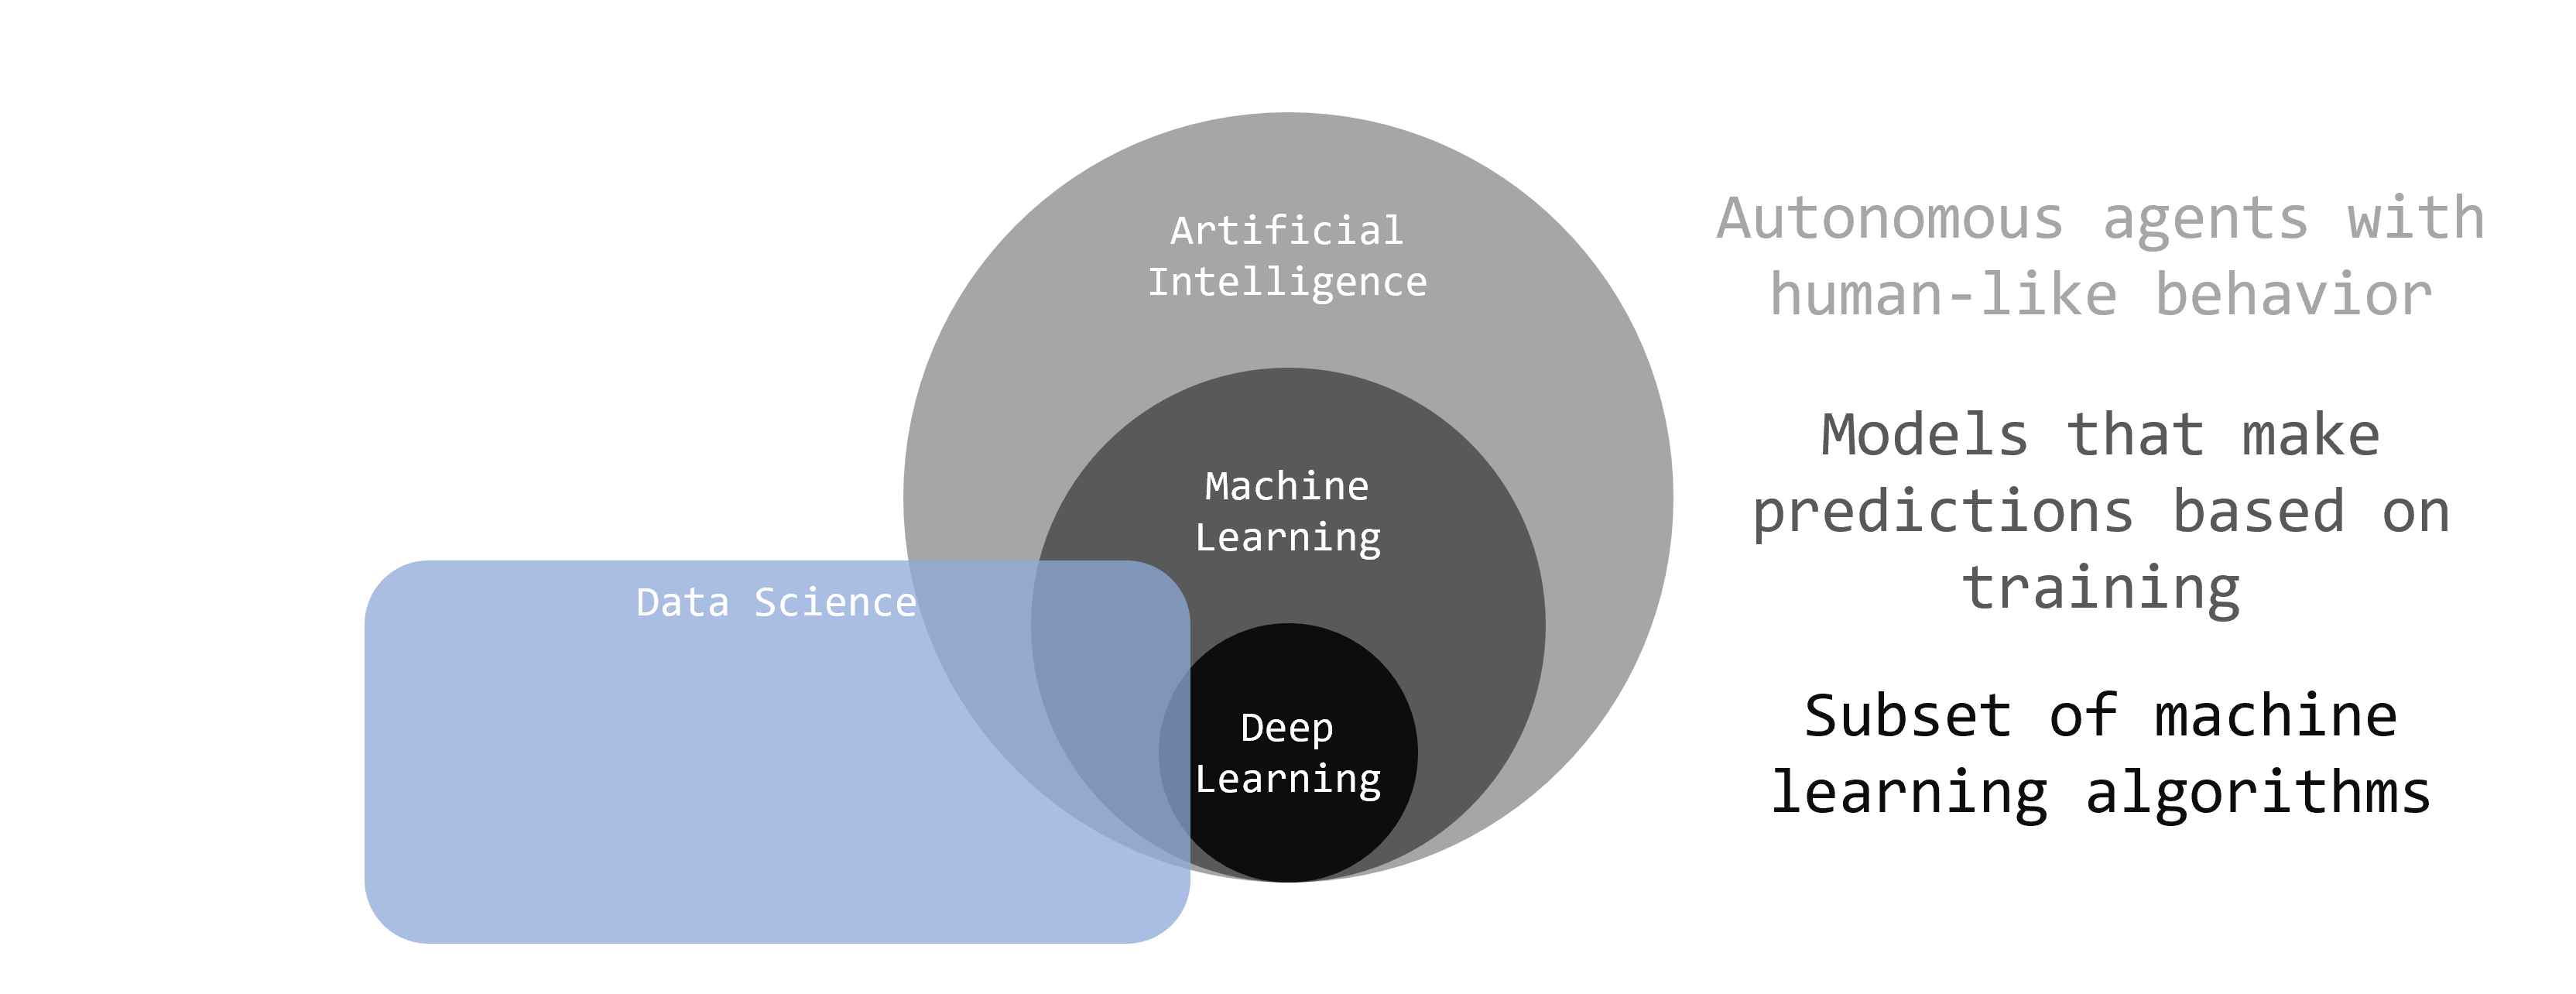 Artificial
Intelligence
Machine
Learning
Data Science
Deep
Learning
Autonomous agents with
human-like behavior
Models that make
predictions based on
training
Subset of machine
learning algorithms